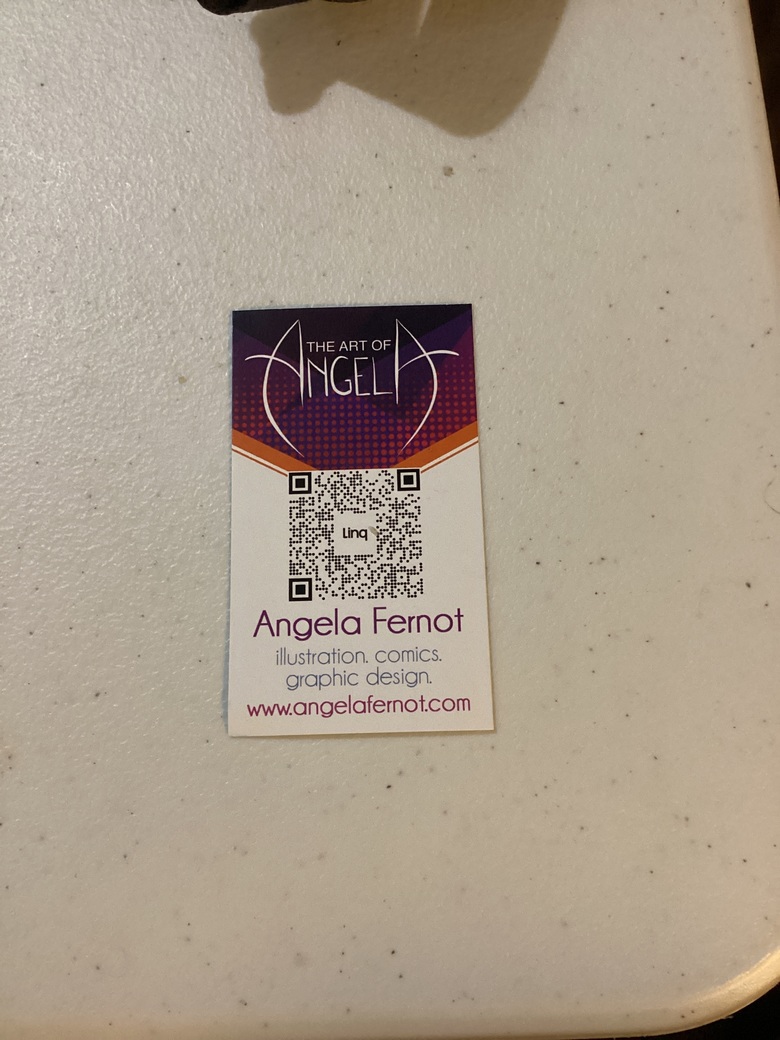 THE ART OF
ANGELA
Linq
Angela Fernot
illustration. comics.
graphic design.
www.angelafernot.com